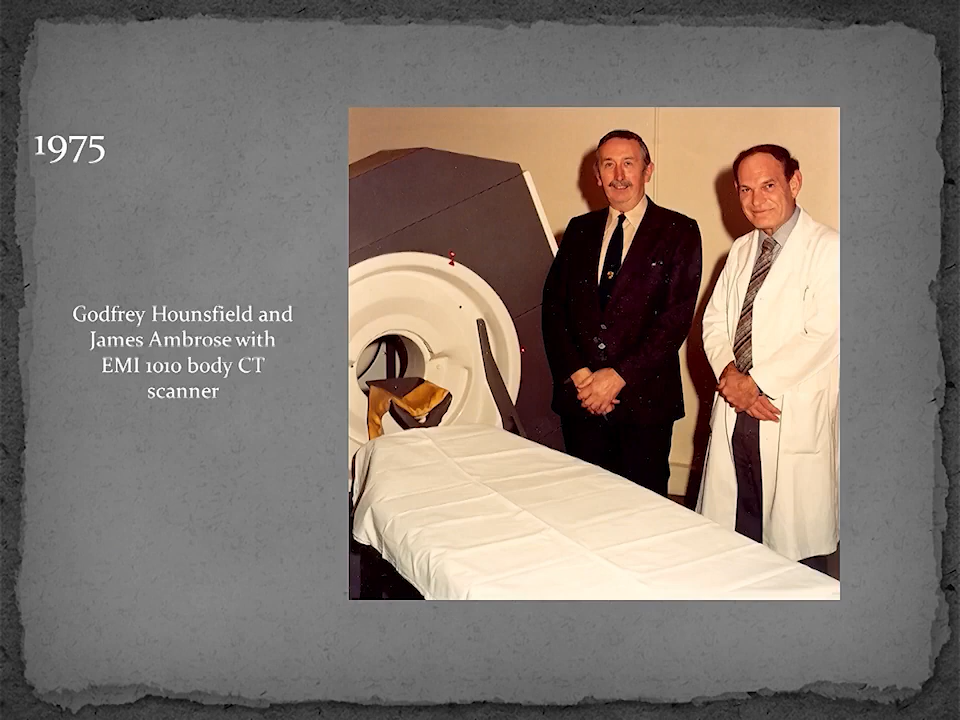 1975
Godfrey Hounsfield and
James Ambrose with
EMI 1010 body CT
scanner